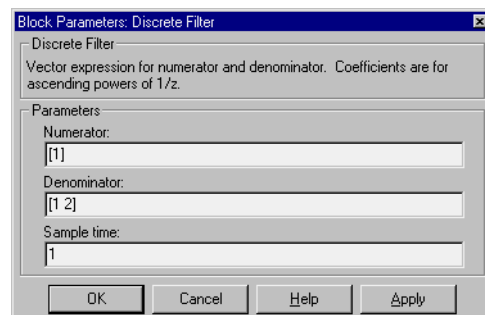 Block Parameters: Discrete Filter
Discrete Filter
Vector expression for numerator and denominator.  Coefficients are for
ascending powers of 1/z.
Parameters
Numerator:
[1]
Denominator:
[1 2]
Sample time:
1
OK Cancel Help Apply